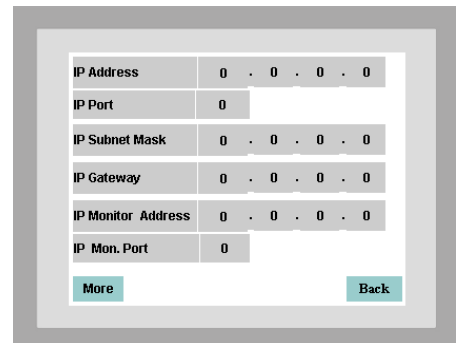 IP Address 0 . 0 . 0 . 0
IP Port 0
IP Subnet Mask 0 . 0 . 0 . 0
IP Gateway 0 . 0 . 0 . 0
IP Monitor Address 0 . 0 . 0 . 0
IP Mon. Port 0
More Back